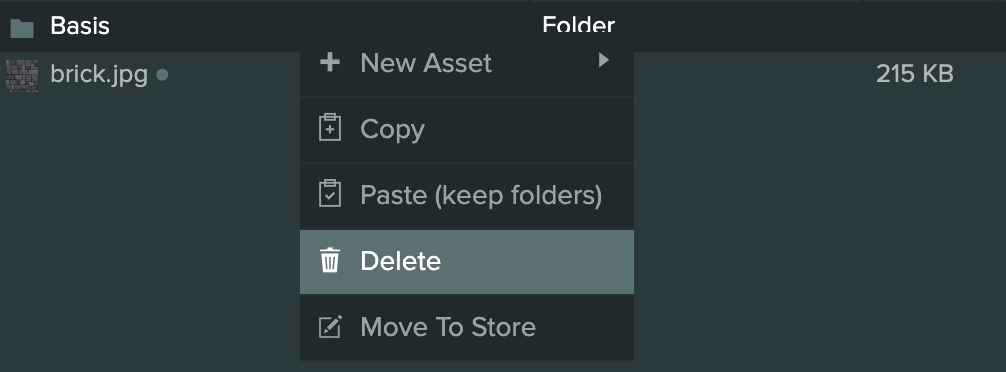 Basis Folder
brick.jpg 215 KB
New Asset
Copy
Paste (keep folders)
Delete
Move To Store